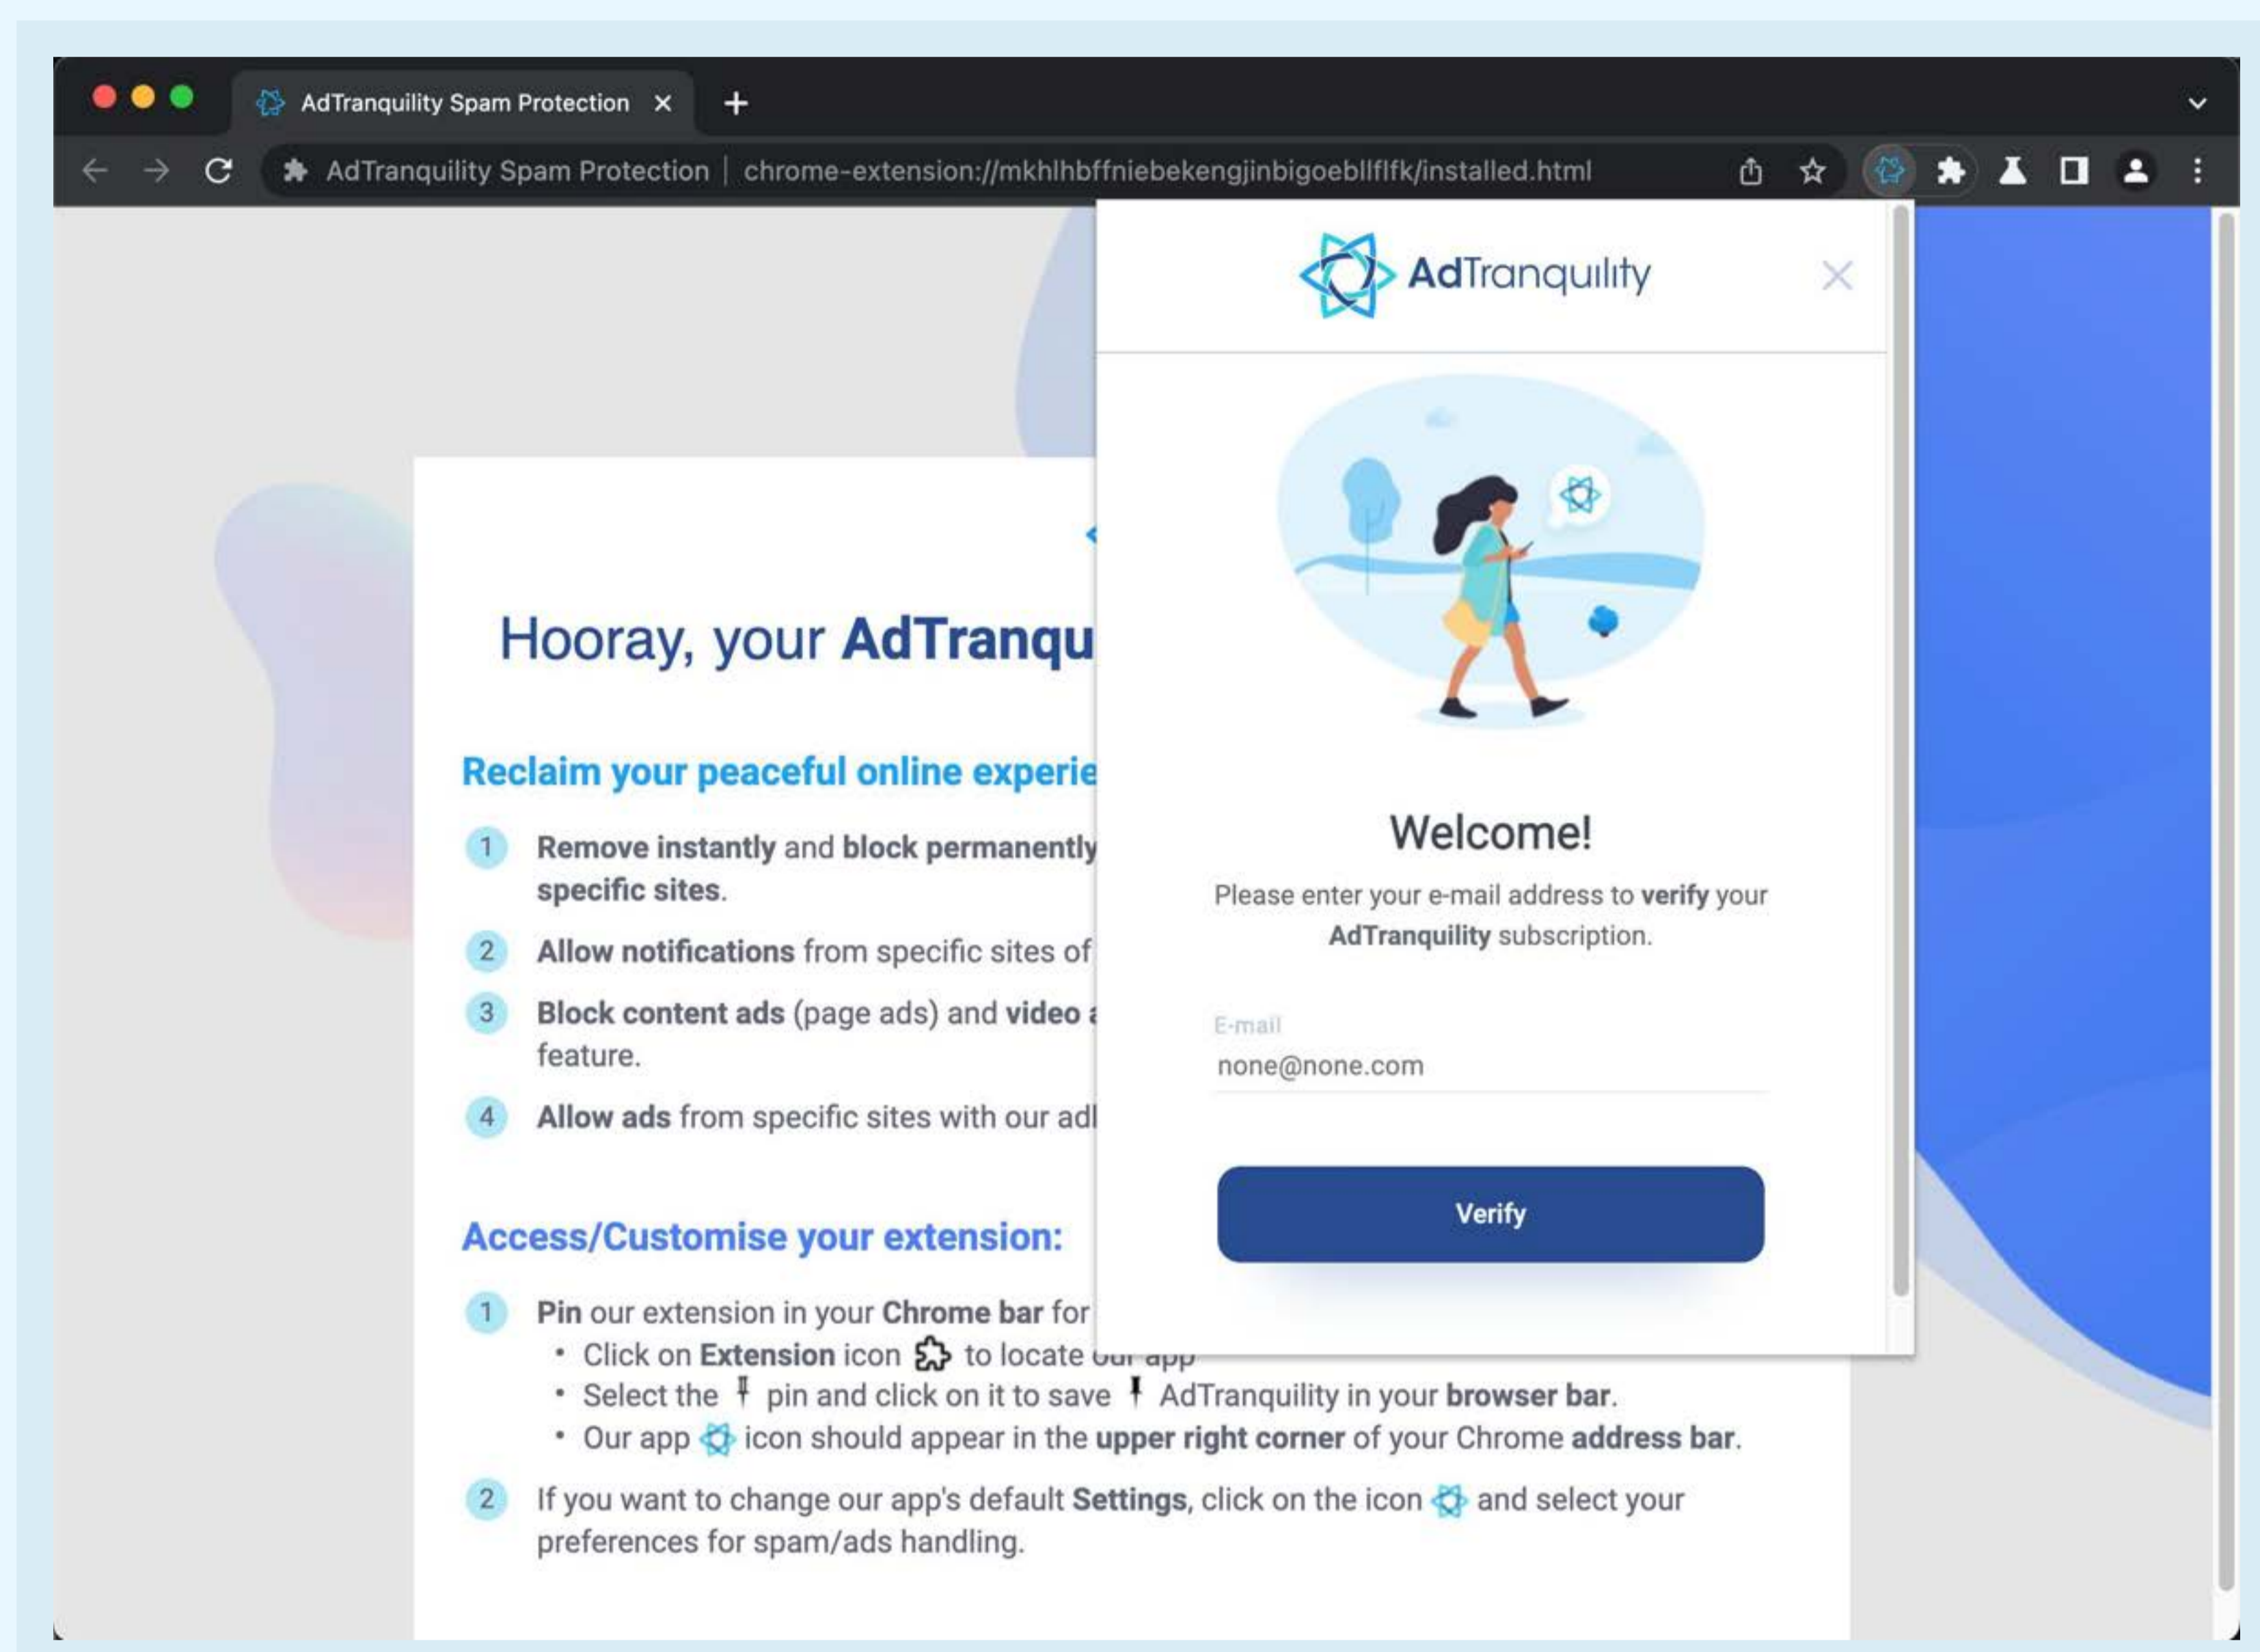 AdTranquility Spam Protection
AdTranquility Spam Protection | chrome-extension://mkhlhbffniebekengjinbigoebllflfk/installed.html
AdTranquility
Welcome!
Please enter your e-mail address to verify your
AdTranquility subscription.
E-mail
none@none.com
Verify
Hooray, your AdTranqu
Reclaim your peaceful online experie
1 Remove instantly and block permanently
specific sites.
2 Allow notifications from specific sites of
3 Block content ads (page ads) and video
feature.
4 Allow ads from specific sites with our
Access/Customise your extension:
1 Pin our extension in your Chrome bar for
• Click on Extension icon to locate our app
• Select the pin and click on it to save AdTranquility in your browser bar.
• Our app icon should appear in the upper right corner of your Chrome address bar.
2 If you want to change our app's default Settings, click on the icon and select your
preferences for spam/ads handling.